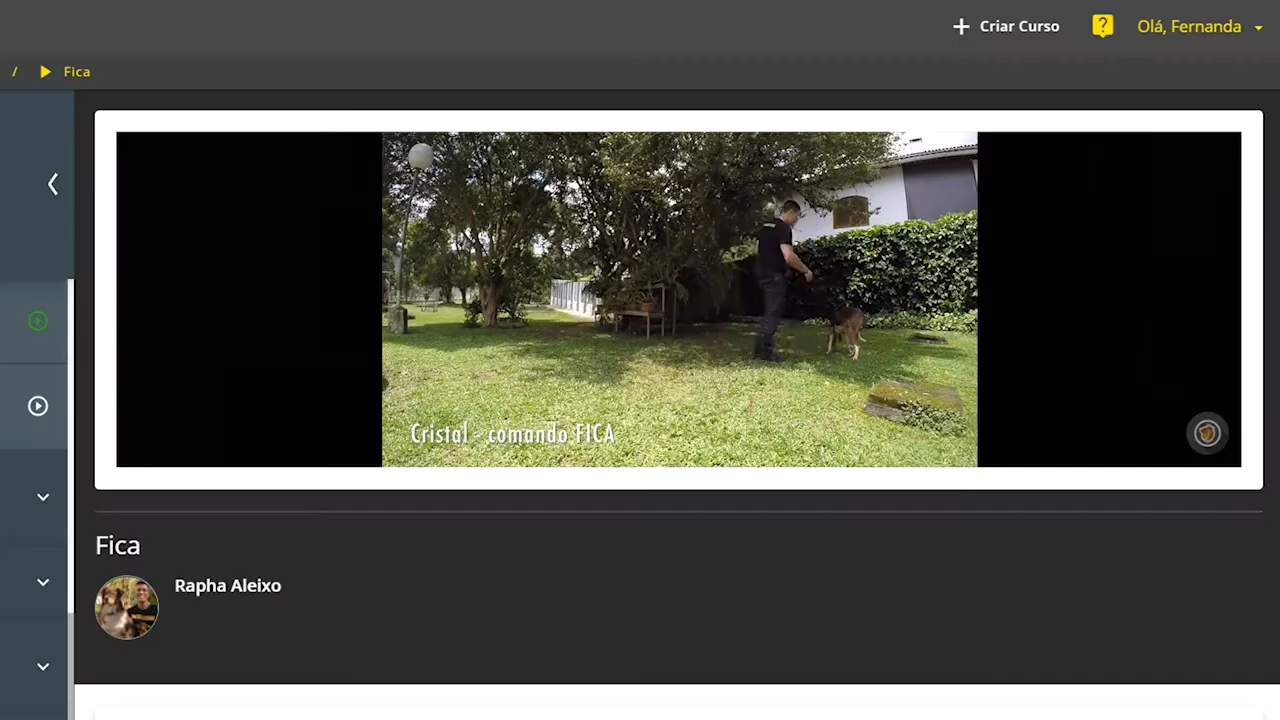 + Criar Curso
?
Olá, Fernanda
/ Fica
Cristal - comando FICA
Fica
Rapha Aleixo